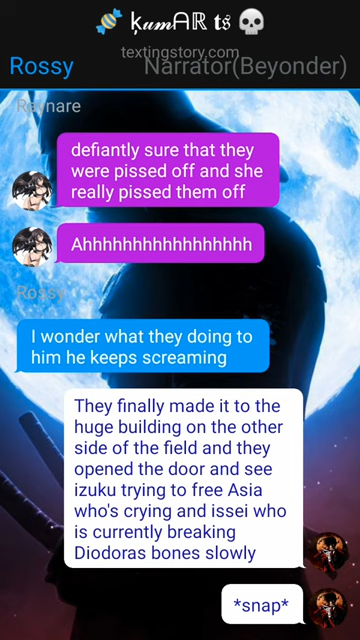 🍬 ķ𝓾𝓶ᗩℝ 𝖙𝖘 💀
textingstory.com
Rossy Narrator(Beyonder)
Raynare
defiantly sure that they
were pissed off and she
really pissed them off
Ahhhhhhhhhhhhhhhhhh
Rossy
I wonder what they doing to
him he keeps screaming
They finally made it to the
huge building on the other
side of the field and they
opened the door and see
izuku trying to free Asia
who's crying and issei who
is currently breaking
Diodoras bones slowly
*snap*